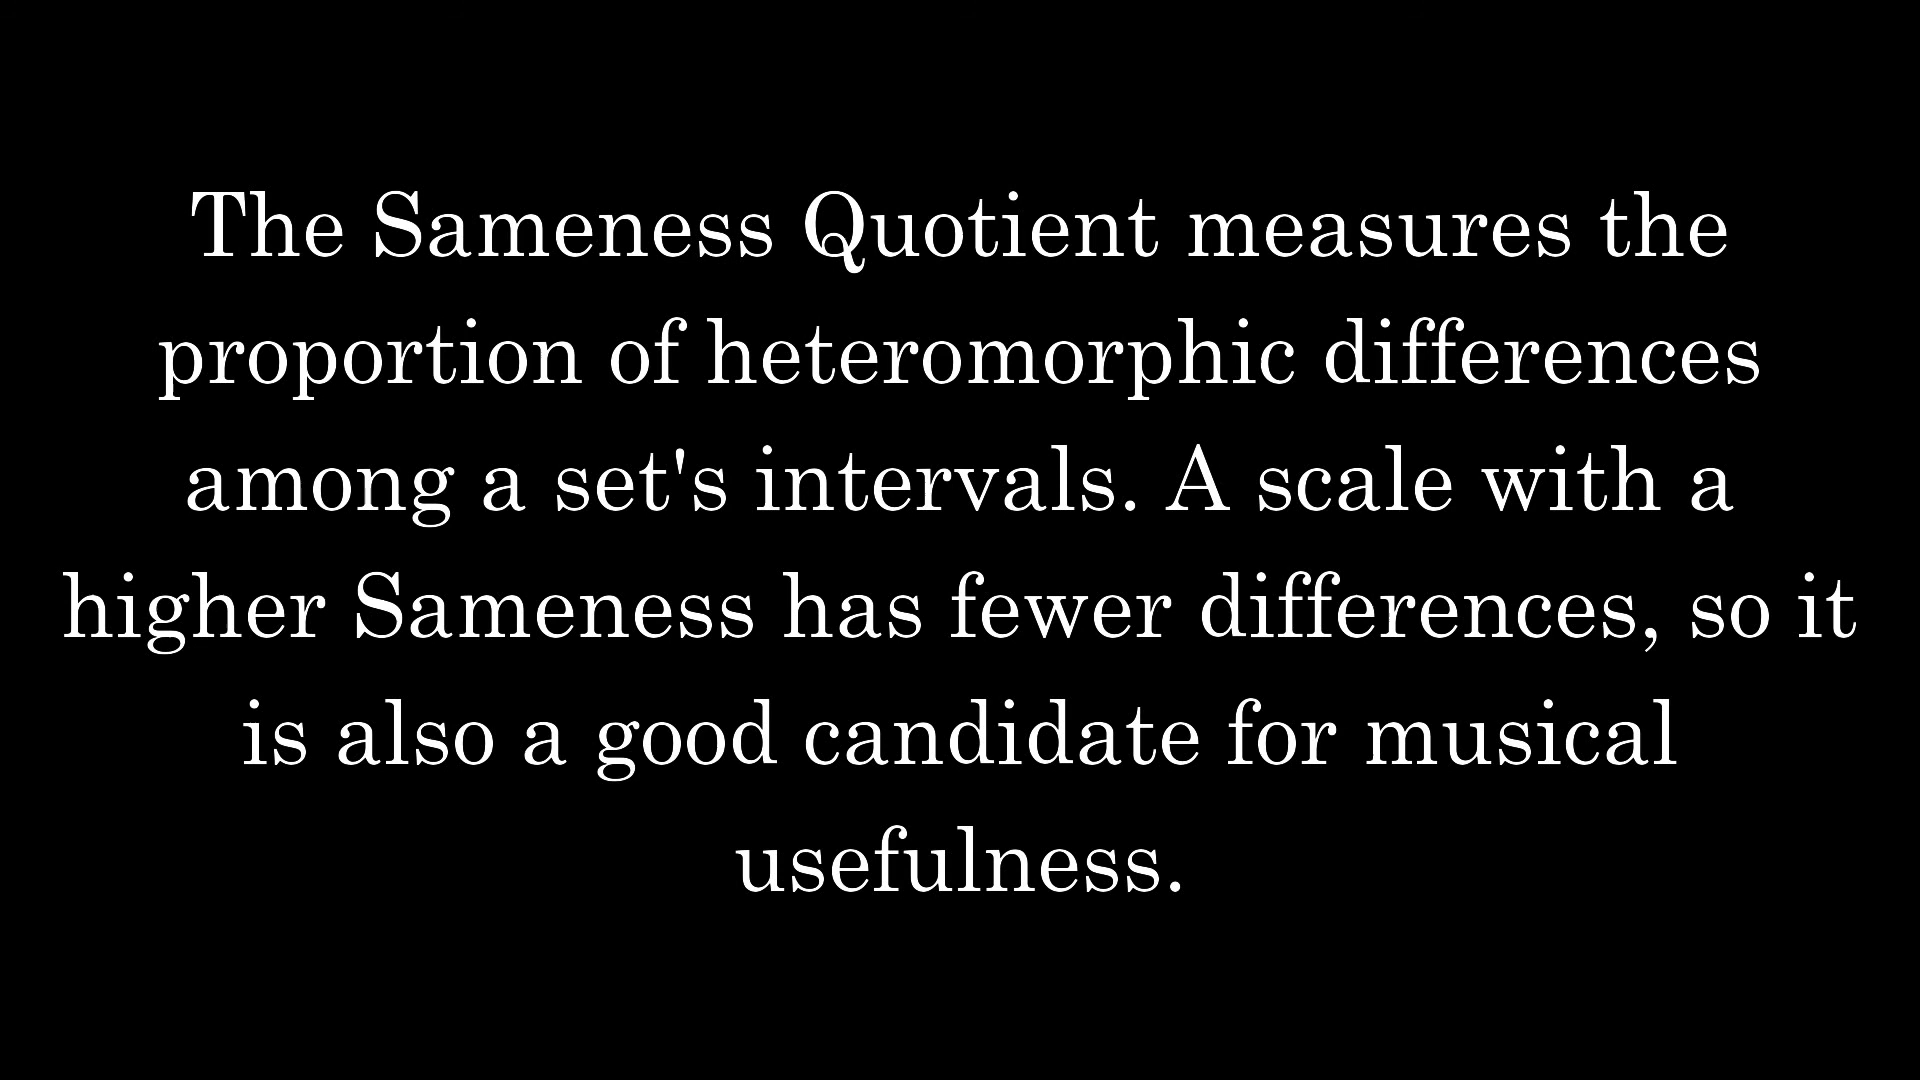 The Sameness Quotient measures the
proportion of heteromorphic differences
among a set's intervals. A scale with a
higher Sameness has fewer differences, so it
is also a good candidate for musical
usefulness.